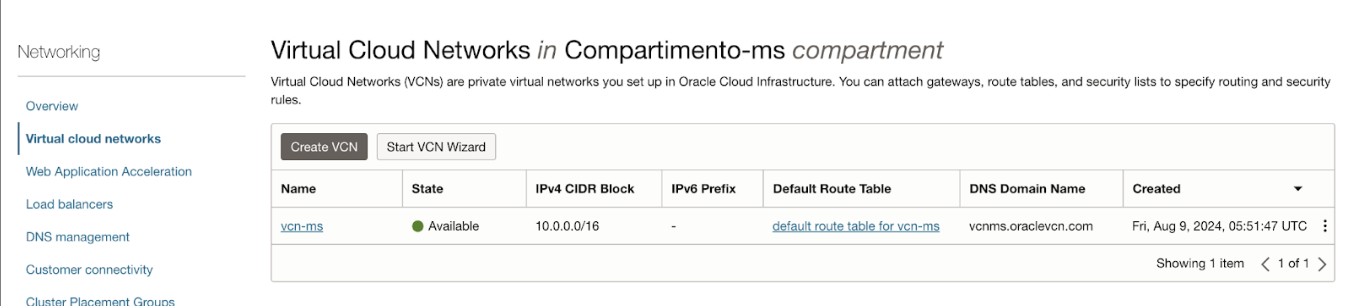 Networking
Overview
Virtual cloud networks
Web Application Acceleration
Load balancers
DNS management
Customer connectivity
Cluster Placement Groups
Virtual Cloud Networks in Compartimento-ms compartment
Virtual Cloud Networks (VCNs) are private virtual networks you set up in Oracle Cloud Infrastructure. You can attach gateways, route tables, and security lists to specify routing and security
rules.
Create VCN Start VCN Wizard
Name State IPv4 CIDR Block IPv6 Prefix Default Route Table DNS Domain Name Created
vcn-ms Available 10.0.0.0/16 - default route table for vcn-ms vcnms.oraclevcn.com Fri, Aug 9, 2024, 05:51:47 UTC
Showing 1 item < 1 of 1 >